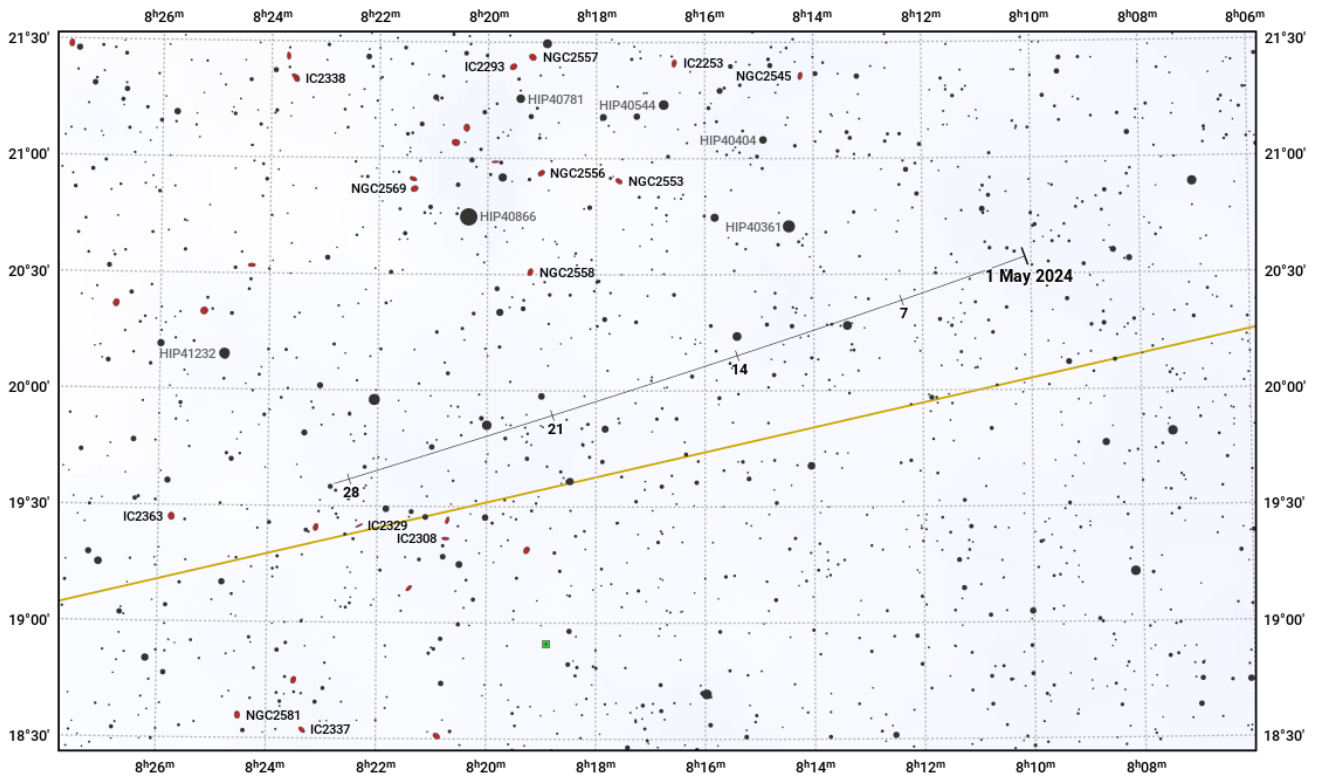 8ʰ26ᵐ 8ʰ24ᵐ 8ʰ22ᵐ 8ʰ20ᵐ 8ʰ18ᵐ 8ʰ16ᵐ 8ʰ14ᵐ 8ʰ12ᵐ 8ʰ10ᵐ 8ʰ08ᵐ 8ʰ06ᵐ
21°30' 21°30'
NGC2557
IC2293 IC2253
IC2338 NGC2545
HIP40781 HIP40544
HIP40404
21°00' 21°00'
NGC2556
NGC2569 NGC2553
HIP40866
HIP40361
20°30' NGC2558 20°30'
1 May 2024
7
HIP41232
14
20°00' 20°00'
21
28
19°30' 19°30'
IC2363
IC2329
IC2308
19°00' 19°00'
NGC2581
IC2337
18°30' 18°30'
8ʰ26ᵐ 8ʰ24ᵐ 8ʰ22ᵐ 8ʰ20ᵐ 8ʰ18ᵐ 8ʰ16ᵐ 8ʰ14ᵐ 8ʰ12ᵐ 8ʰ10ᵐ 8ʰ08ᵐ 8ʰ06ᵐ